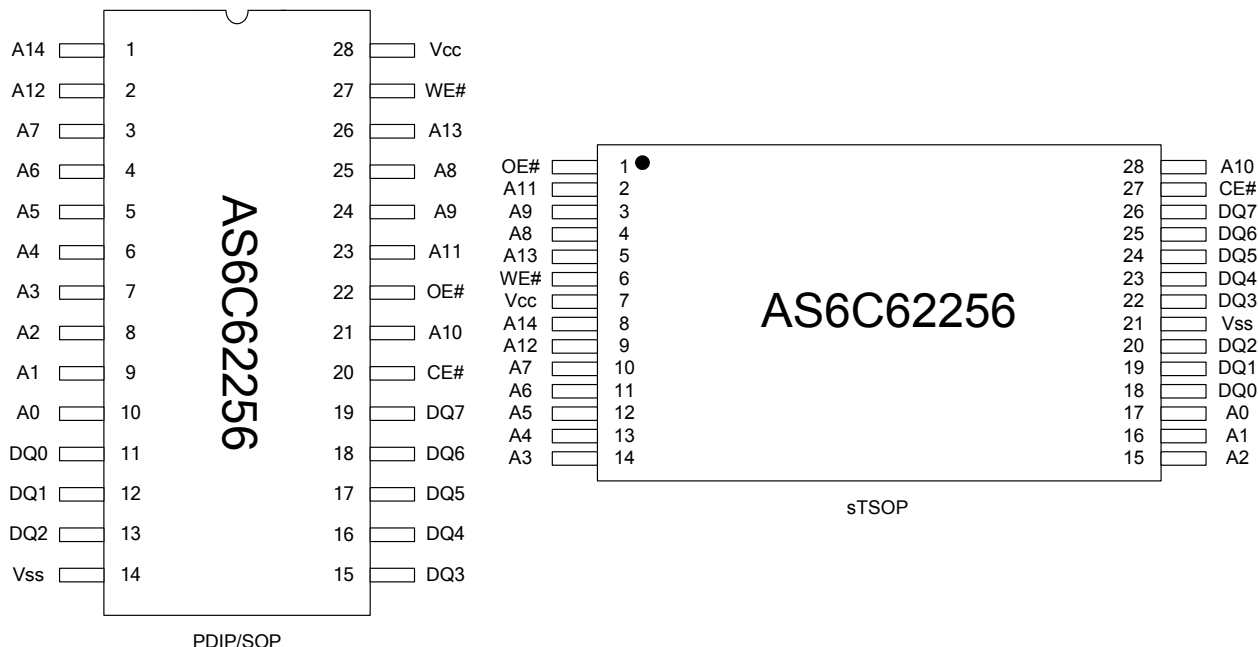 A14 1 28 Vcc
A12 2 27 WE#
A7 3 26 A13
A6 4 25 A8
A5 5 24 A9
A4 6 23 A11
A3 7 22 OE#
A2 8 21 A10
A1 9 20 CE#
A0 10 19 DQ7
DQ0 11 18 DQ6
DQ1 12 17 DQ5
DQ2 13 16 DQ4
Vss 14 15 DQ3
AS6C62256
PDIP/SOP
OE# 1 28 A10
A11 2 27 CE#
A9 3 26 DQ7
A8 4 25 DQ6
A13 5 24 DQ5
WE# 6 23 DQ4
Vcc 7 22 DQ3
A14 8 21 Vss
A12 9 20 DQ2
A7 10 19 DQ1
A6 11 18 DQ0
A5 12 17 A0
A4 13 16 A1
A3 14 15 A2
AS6C62256
sTSOP